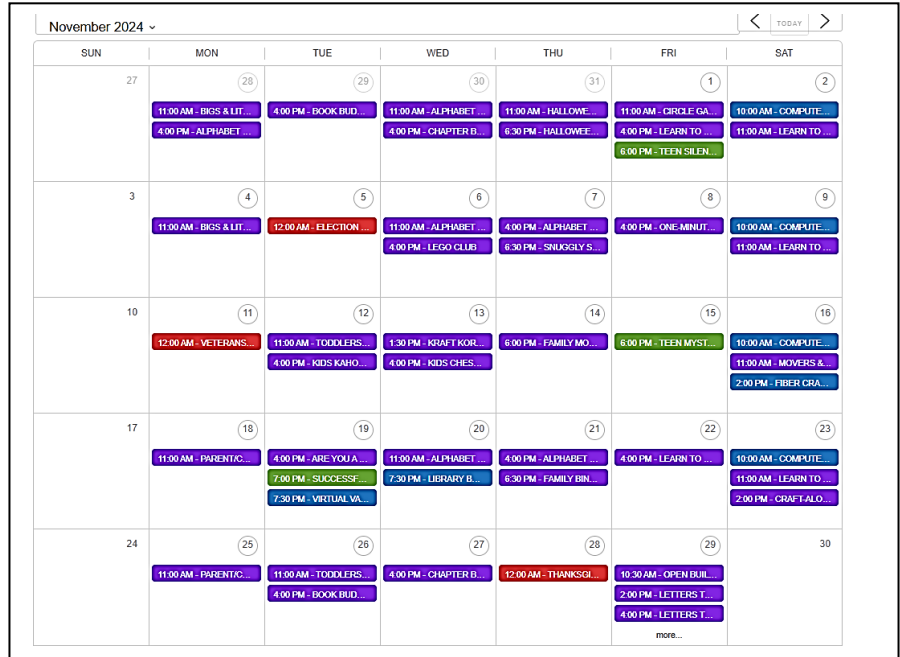 November 2024
TODAY
SUN MON TUE WED THU FRI SAT
27 28 29 30 31 1 2
11:00 AM - BIGS & LIT... 4:00 PM - BOOK BUD... 11:00 AM - ALPHABET ... 11:00 AM - HALLOWE... 11:00 AM - CIRCLE GA... 10:00 AM - COMPUTE...
4:00 PM - ALPHABET ... 4:00 PM - CHAPTER B... 6:30 PM - HALLOWEE... 4:00 PM - LEARN TO ... 11:00 AM - LEARN TO ...
6:00 PM - TEEN SILEN...
3 4 5 6 7 8 9
11:00 AM - BIGS & LIT... 12:00 AM - ELECTION ... 11:00 AM - ALPHABET ... 4:00 PM - ALPHABET ... 4:00 PM - ONE-MINUT... 10:00 AM - COMPUTE...
4:00 PM - LEGO CLUB 6:30 PM - SNUGGLY S... 11:00 AM - LEARN TO ...
10 11 12 13 14 15 16
12:00 AM - VETERANS... 11:00 AM - TODDLERS... 1:30 PM - KRAFT KOR... 6:00 PM - FAMILY MO... 6:00 PM - TEEN MYST... 10:00 AM - COMPUTE...
4:00 PM - KIDS KAHO... 4:00 PM - KIDS CHES... 11:00 AM - MOVERS &...
2:00 PM - FIBER CRA...
17 18 19 20 21 22 23
11:00 AM - PARENT/C... 4:00 PM - ARE YOU A ... 11:00 AM - ALPHABET ... 4:00 PM - ALPHABET ... 4:00 PM - LEARN TO ... 10:00 AM - COMPUTE...
7:00 PM - SUCCESSF... 7:30 PM - LIBRARY B... 6:30 PM - FAMILY BIN... 11:00 AM - LEARN TO ...
7:30 PM - VIRTUAL VA... 2:00 PM - CRAFT-ALO...
24 25 26 27 28 29 30
11:00 AM - PARENT/C... 11:00 AM - TODDLERS... 4:00 PM - CHAPTER B... 12:00 AM - THANKSGI... 10:30 AM - OPEN BUIL...
4:00 PM - BOOK BUD... 2:00 PM - LETTERS T...
4:00 PM - LETTERS T...
more...